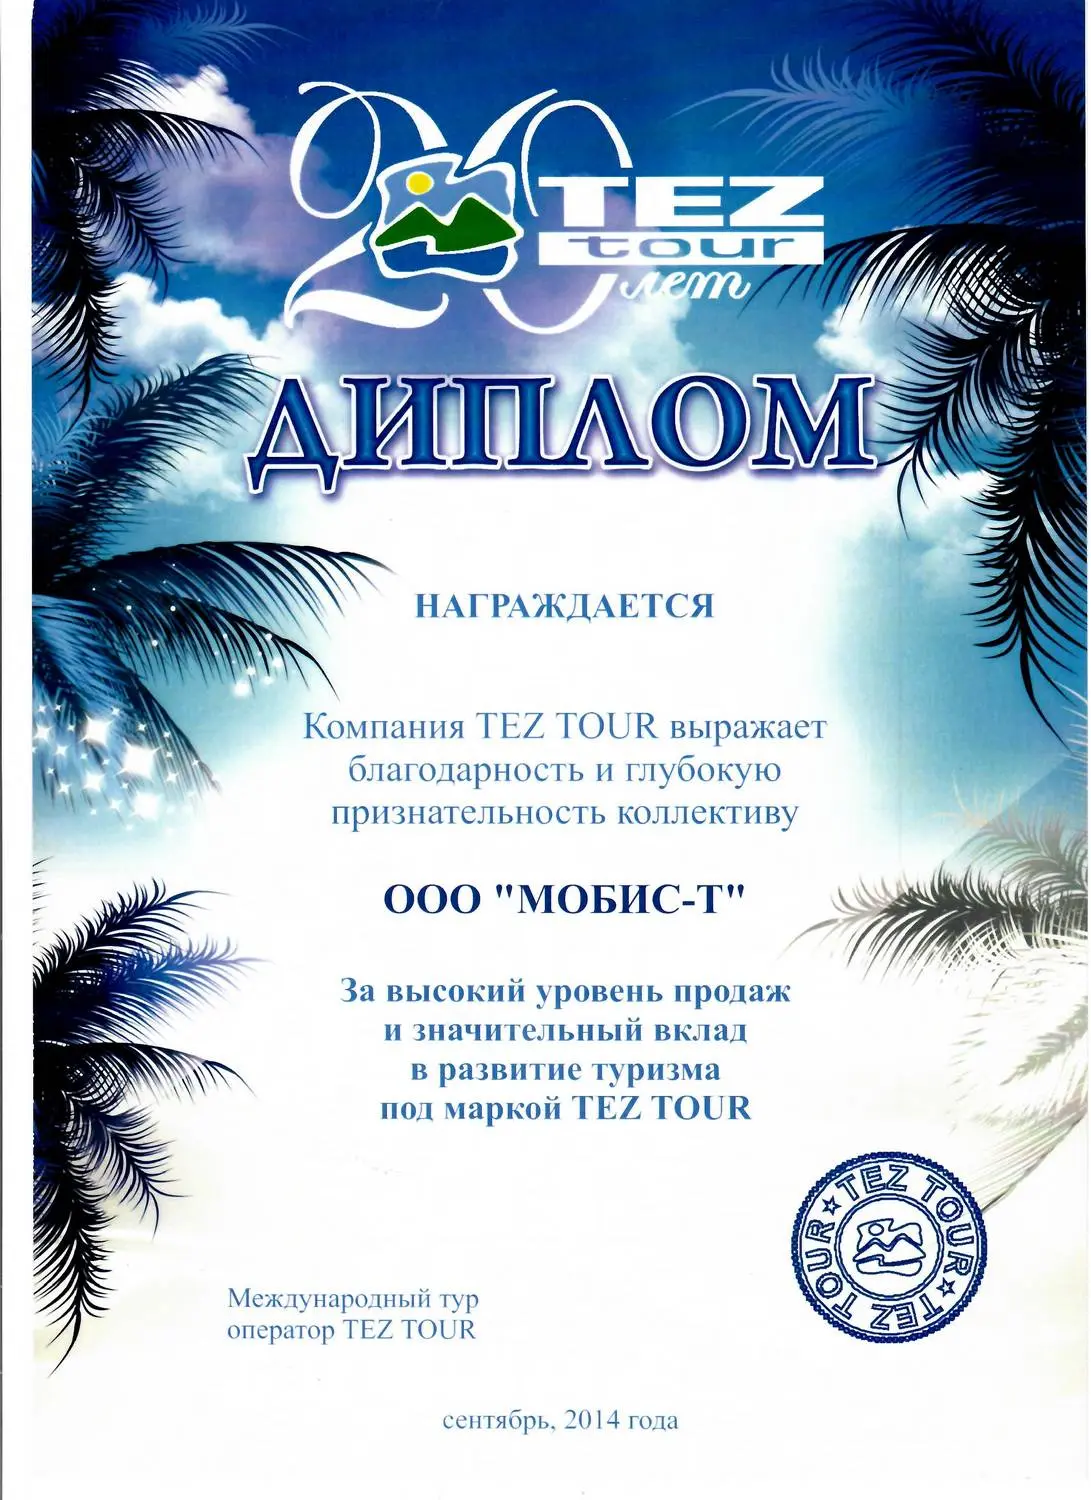 20 TEZ
tour
лет
ДИПЛОМ
НАГРАЖДАЕТСЯ
Компания TEZ TOUR выражает
благодарность и глубокую
признательность коллективу
ООО "МОБИС-Т"
За высокий уровень продаж
и значительный вклад
в развитие туризма
под маркой TEZ TOUR
TEZ TOUR ☆ TEZ TOUR ☆ TEZ TOUR ☆
Международный тур
оператор TEZ TOUR
сентябрь, 2014 года